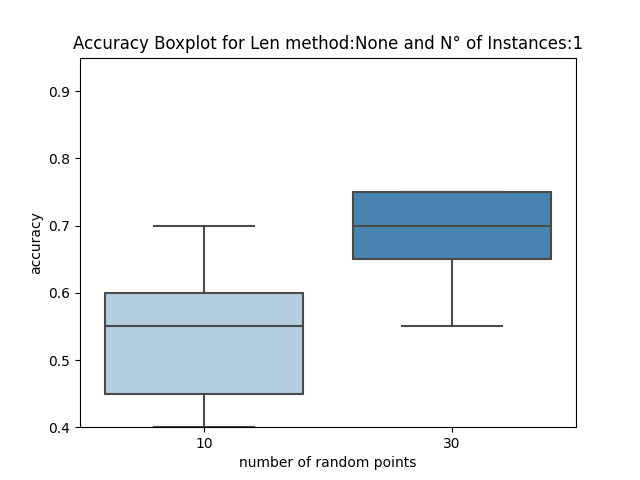 Accuracy Boxplot for Len method:None and N° of Instances:1
0.9
0.8
0.7
0.6
0.5
0.4
accuracy
10 30
number of random points